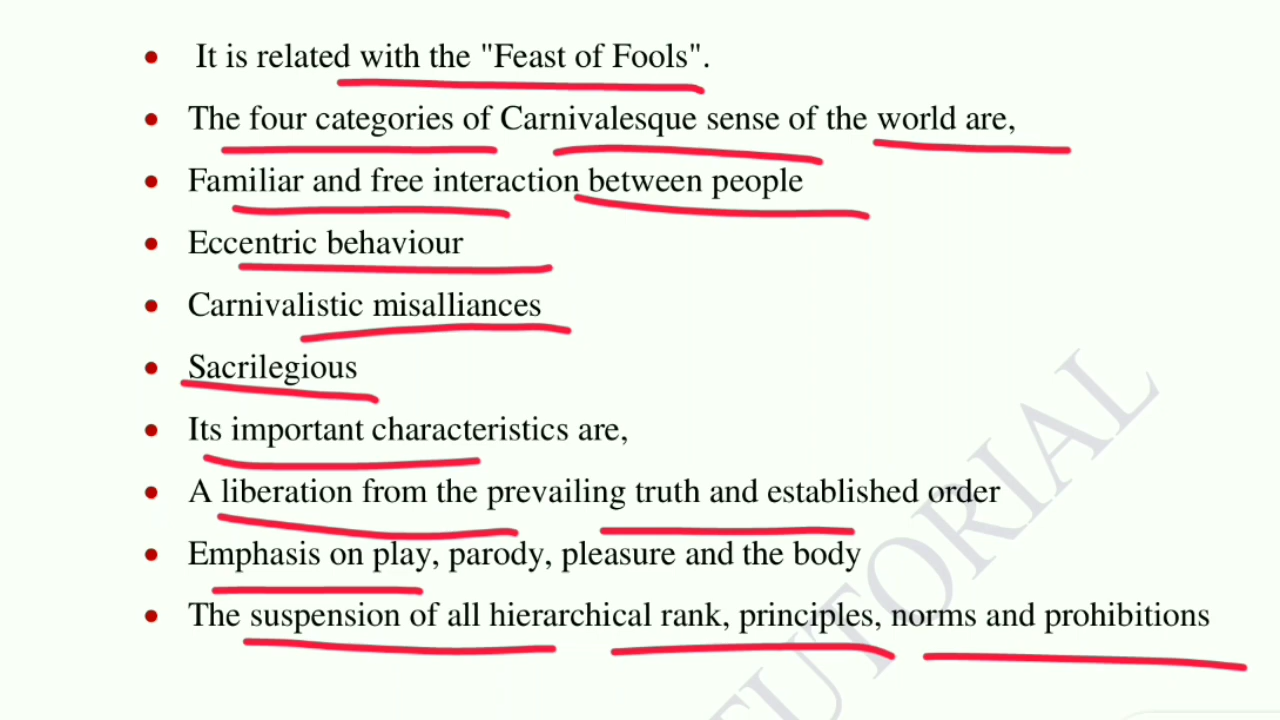 It is related with the "Feast of Fools".
The four categories of Carnivalesque sense of the world are,
Familiar and free interaction between people
Eccentric behaviour
Carnivalistic misalliances
Sacrilegious
Its important characteristics are,
A liberation from the prevailing truth and established order
Emphasis on play, parody, pleasure and the body
The suspension of all hierarchical rank, principles, norms and prohibitions
TUTORIAL